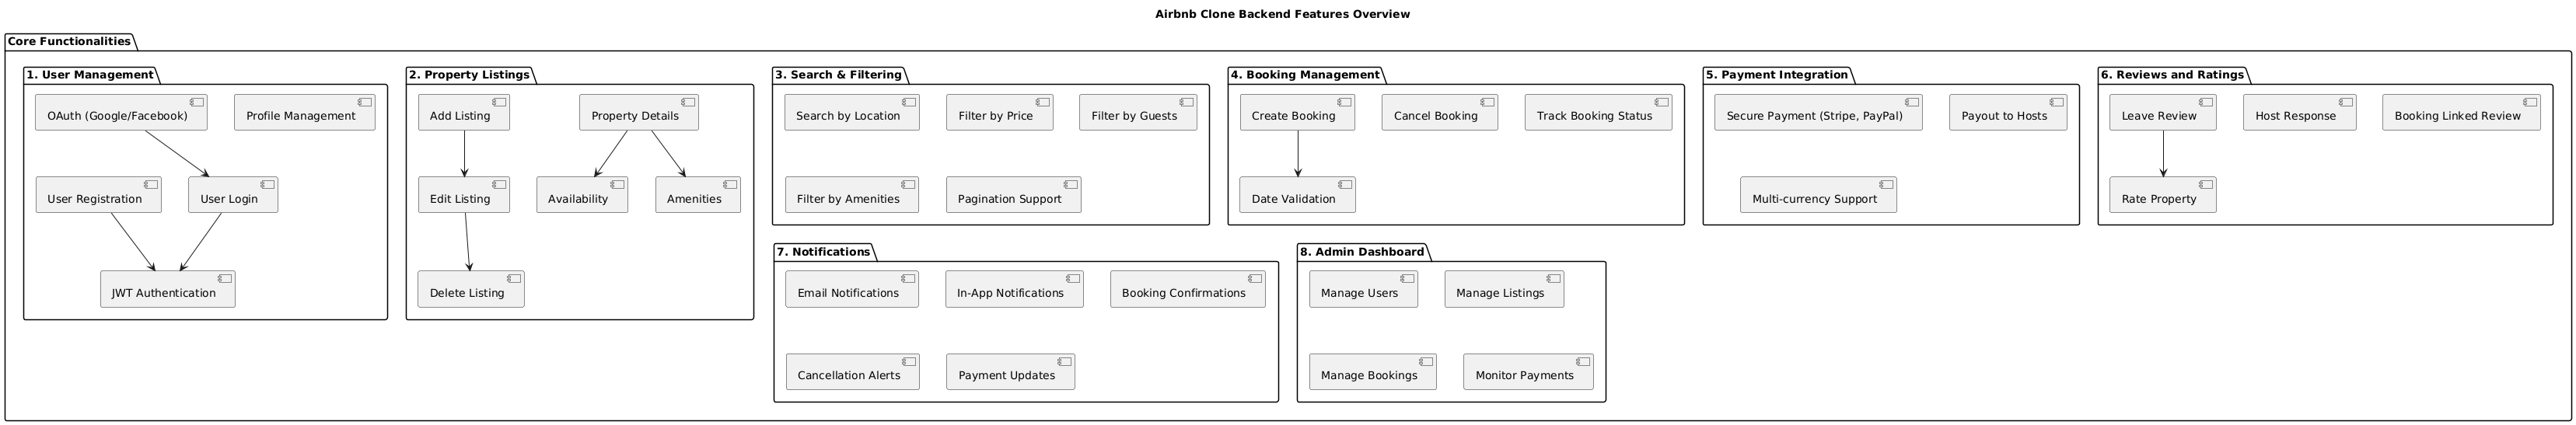 Airbnb Clone Backend Features Overview
Core Functionalities
1. User Management
OAuth (Google/Facebook)
Profile Management
User Registration
User Login
JWT Authentication
2. Property Listings
Add Listing
Property Details
Edit Listing
Availability
Amenities
Delete Listing
3. Search & Filtering
Search by Location
Filter by Price
Filter by Guests
Filter by Amenities
Pagination Support
4. Booking Management
Create Booking
Cancel Booking
Track Booking Status
Date Validation
5. Payment Integration
Secure Payment (Stripe, PayPal)
Payout to Hosts
Multi-currency Support
6. Reviews and Ratings
Leave Review
Host Response
Booking Linked Review
Rate Property
7. Notifications
Email Notifications
In-App Notifications
Booking Confirmations
Cancellation Alerts
Payment Updates
8. Admin Dashboard
Manage Users
Manage Listings
Manage Bookings
Monitor Payments